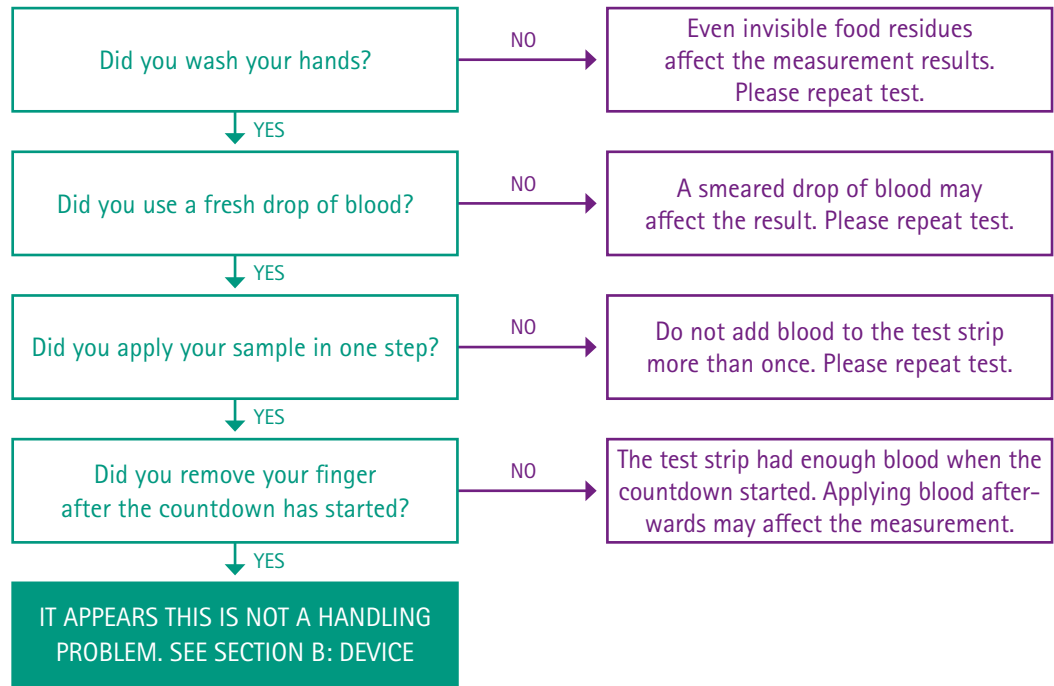 Did you wash your hands?
NO
Even invisible food residues
affect the measurement results.
Please repeat test.
YES
Did you use a fresh drop of blood?
NO
A smeared drop of blood may
affect the result. Please repeat test.
YES
Did you apply your sample in one step?
NO
Do not add blood to the test strip
more than once. Please repeat test.
YES
Did you remove your finger
after the countdown has started?
NO
The test strip had enough blood when the
countdown started. Applying blood after-
wards may affect the measurement.
YES
IT APPEARS THIS IS NOT A HANDLING
PROBLEM. SEE SECTION B: DEVICE